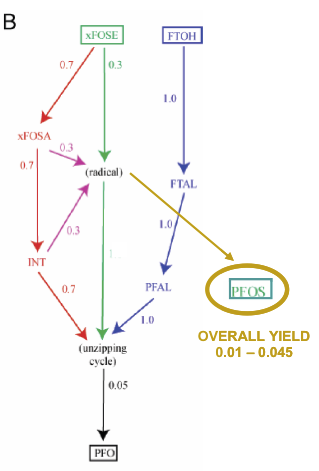 B
xFOSE
FTOH
0.7
0.3
1.0
xFOSA
0.3
0.7
(radical)
FTAL
1.0
0.3
INT
PFAL
PFOS
0.7
1.0
OVERALL YIELD
0.01 – 0.045
(unzipping
cycle)
0.05
PFO